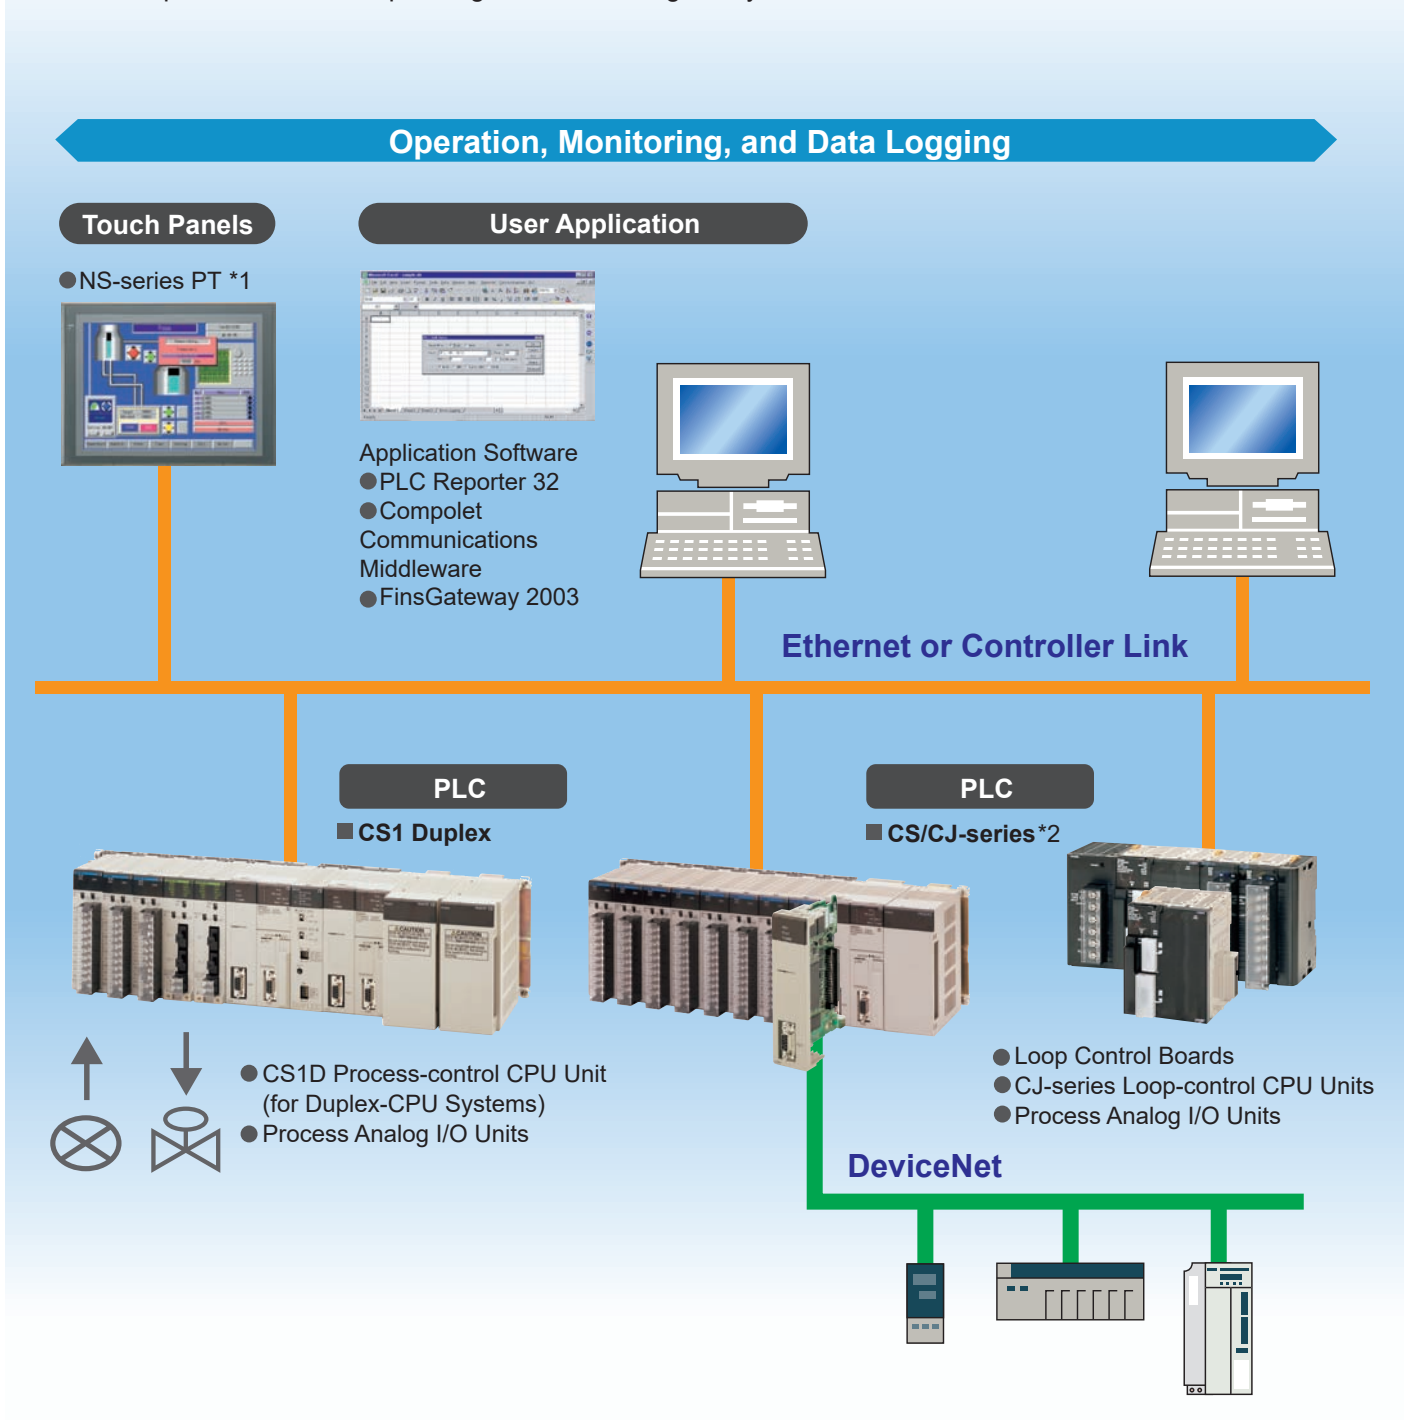 Operation, Monitoring, and Data Logging
Touch Panels
User Application
●NS-series PT *1
Application Software
●PLC Reporter 32
●Compolet
Communications
Middleware
●FinsGateway 2003
Ethernet or Controller Link
PLC
■ CS1 Duplex
PLC
■ CS/CJ-series*2
● CS1D Process-control CPU Unit
(for Duplex-CPU Systems)
● Process Analog I/O Units
● Loop Control Boards
● CJ-series Loop-control CPU Units
● Process Analog I/O Units
DeviceNet